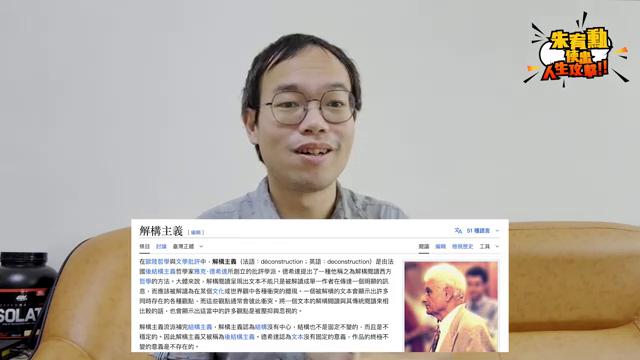 朱宥勳
使出
人生攻擊!!
解構主義 [編輯]
51 種語言
條目 討論 臺灣正體 閱讀 編輯 檢視歷史 工具
在歐陸哲學與文學批評中,解構主義(法語:déconstruction;英語:deconstruction)是由法
國後結構主義哲學家雅克·德希達所創立的批評學派。德希達提出了一種他稱之為解構閱讀西方
哲學的方法。大體來說,解構閱讀呈現出文本不能只是被解讀成單一作者在傳達一個明顯的訊
息,而應該被解讀為在某個文化或世界觀中各種衝突的體現。一個被解構的文本會顯示出許多
同時存在的各種觀點,而這些觀點通常會彼此衝突。將一個文本的解構閱讀與其傳統閱讀來相
比較的話,也會顯示出這當中的許多觀點是被壓抑與忽視的。
解構主義流派補完結構主義,解構主義認為結構沒有中心,結構也不是固定不變的,而且是不
穩定的。因此解構主義又被稱為後結構主義。德希達認為文本沒有固定的意義,作品的終極不
變的意義是不存在的。
ISOLAT